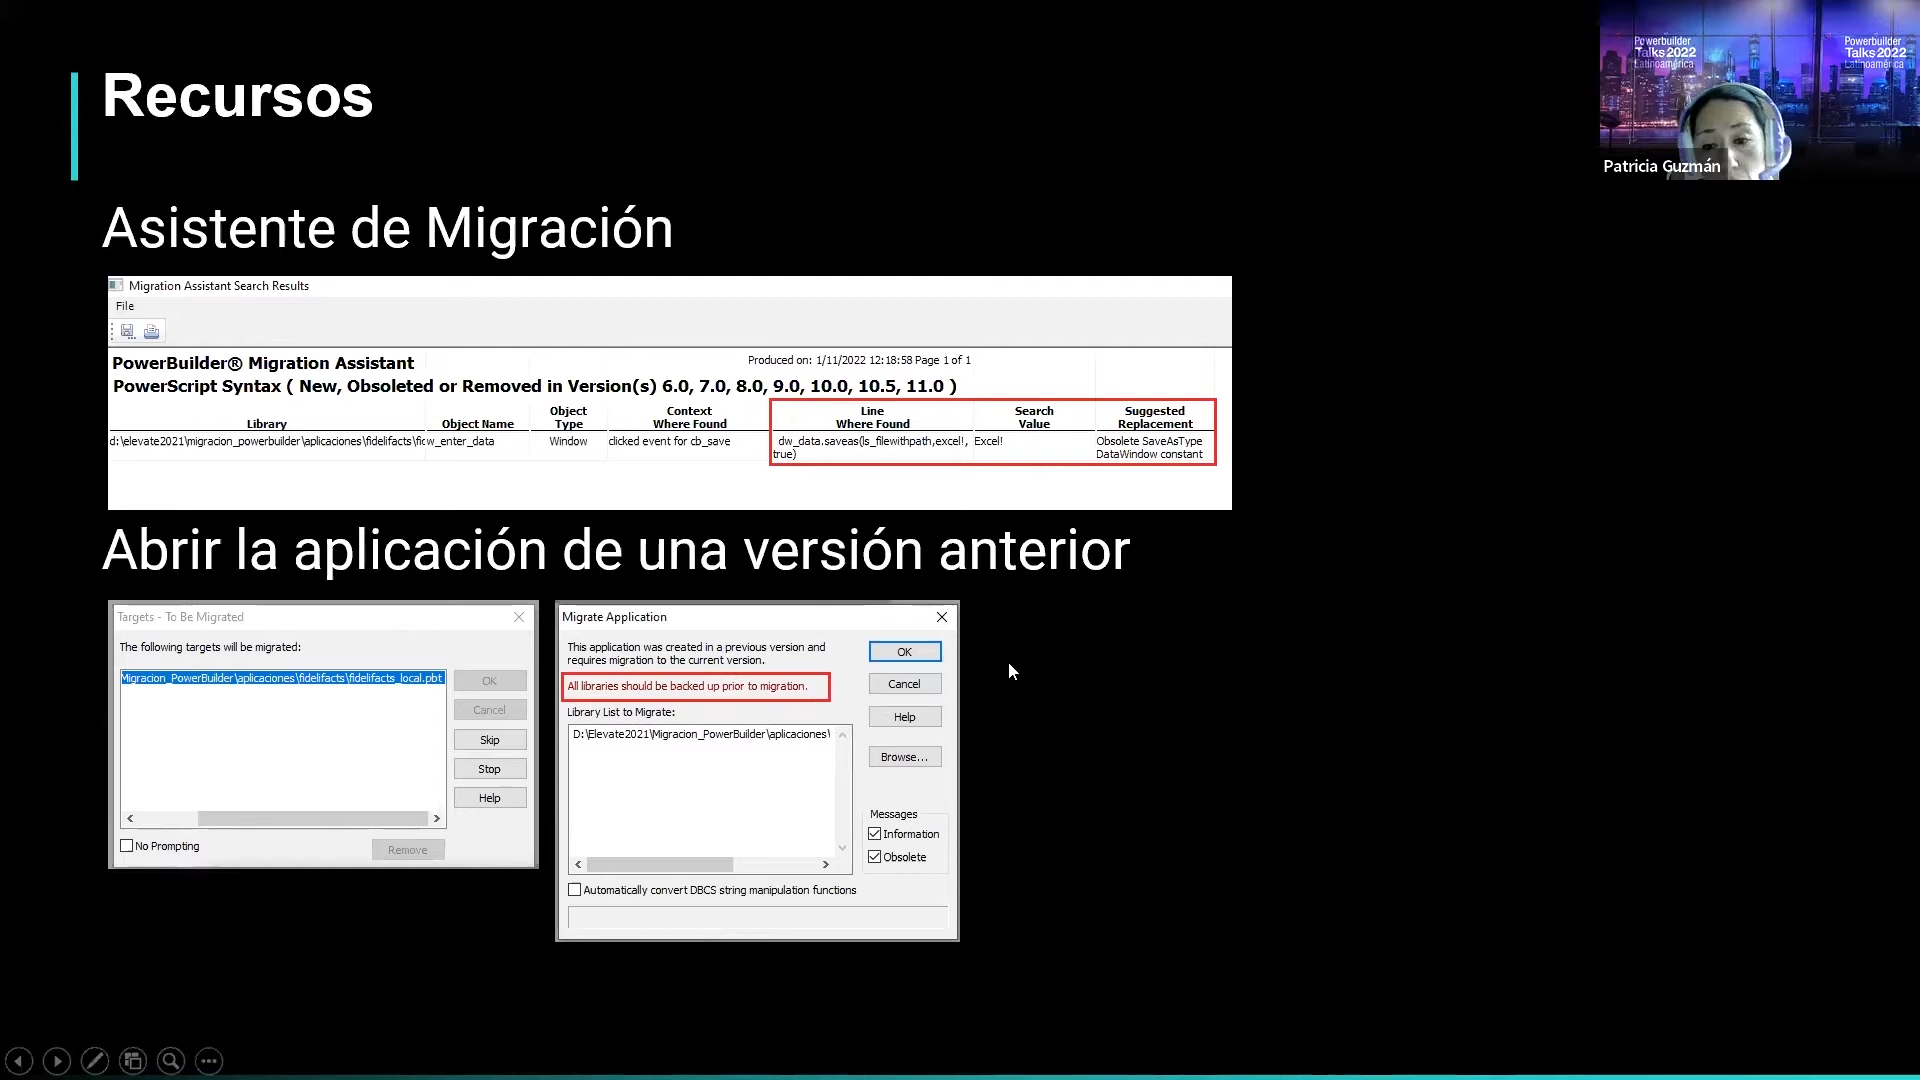 Recursos
Powerbuilder
Talks 2022
Latinoamérica
Powerbuilder
Talks 2022
Latinoamérica
Patricia Guzmán
Asistente de Migración
Migration Assistant Search Results
File
PowerBuilder® Migration Assistant
Produced on: 1/11/2022 12:18:58 Page 1 of 1
PowerScript Syntax ( New, Obsoleted or Removed in Version(s) 6.0, 7.0, 8.0, 9.0, 10.0, 10.5, 11.0 )
Library
Object Name
Object
Type
Context
Where Found
Line
Where Found
Search
Value
Suggested
Replacement
d:\elevate2021\migracion_powerbuilder\aplicaciones\fidelifacts\fic
w_enter_data
Window
clicked event for cb_save
dw_data.saveas(ls_filewithpath,excel!,
true)
Excel!
Obsolete SaveAsType
DataWindow constant
Abrir la aplicación de una versión anterior
Targets - To Be Migrated
The following targets will be migrated:
Migracion_PowerBuilder\aplicaciones\fidelifacts\fidelifacts_local.pbt
OK
Cancel
Skip
Stop
Help
No Prompting
Remove
Migrate Application
This application was created in a previous version and
requires migration to the current version.
All libraries should be backed up prior to migration.
Library List to Migrate:
D:\Elevate2021\Migracion_PowerBuilder\aplicaciones\
OK
Cancel
Help
Browse...
Messages
Information
Obsolete
Automatically convert DBCS string manipulation functions